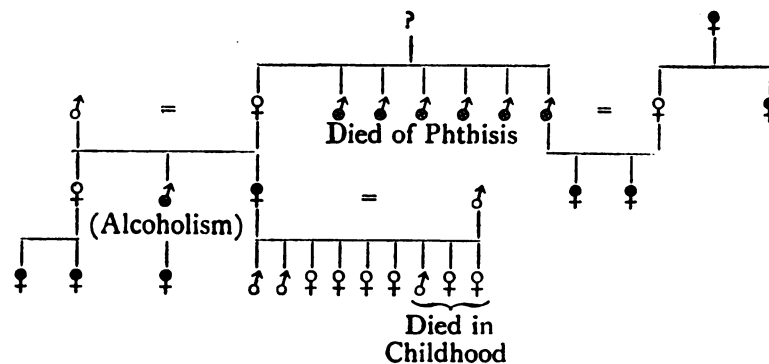 ?
=
=
Died of Phthisis
=
(Alcoholism)
Died in
Childhood